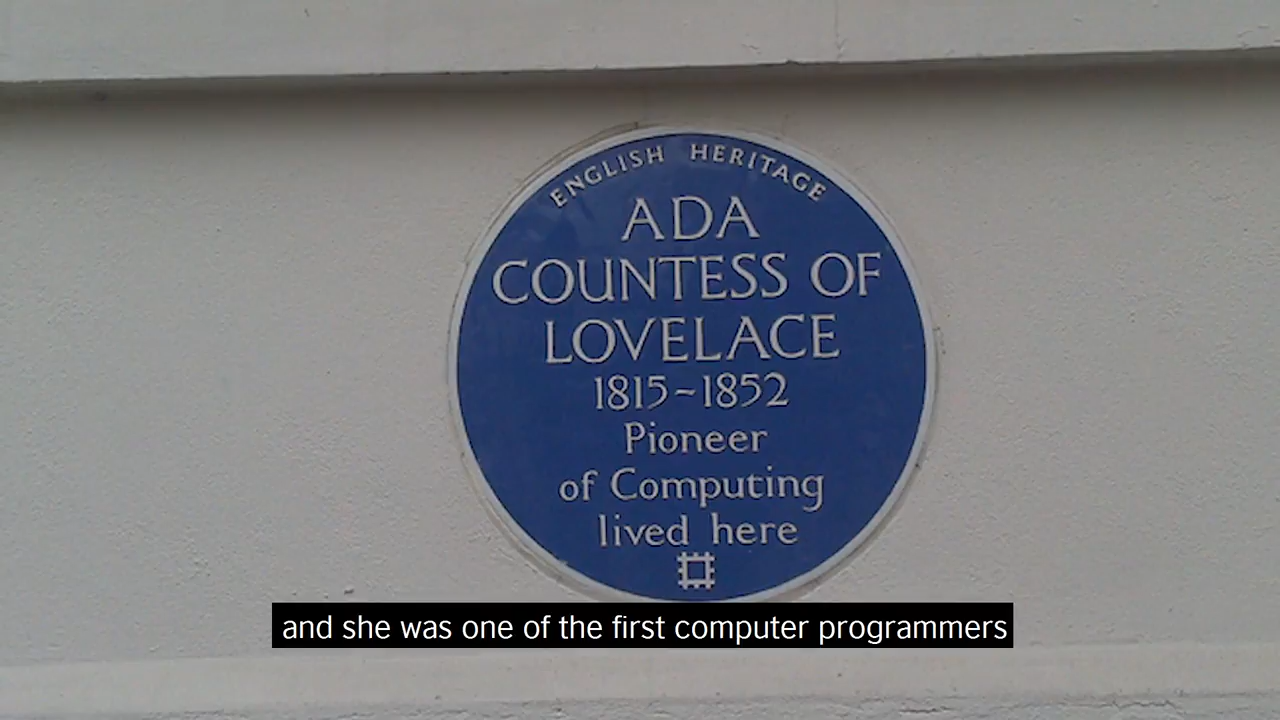 ENGLISH HERITAGE
ADA
COUNTESS OF
LOVELACE
1815-1852
Pioneer
of Computing
lived here
and she was one of the first computer programmers